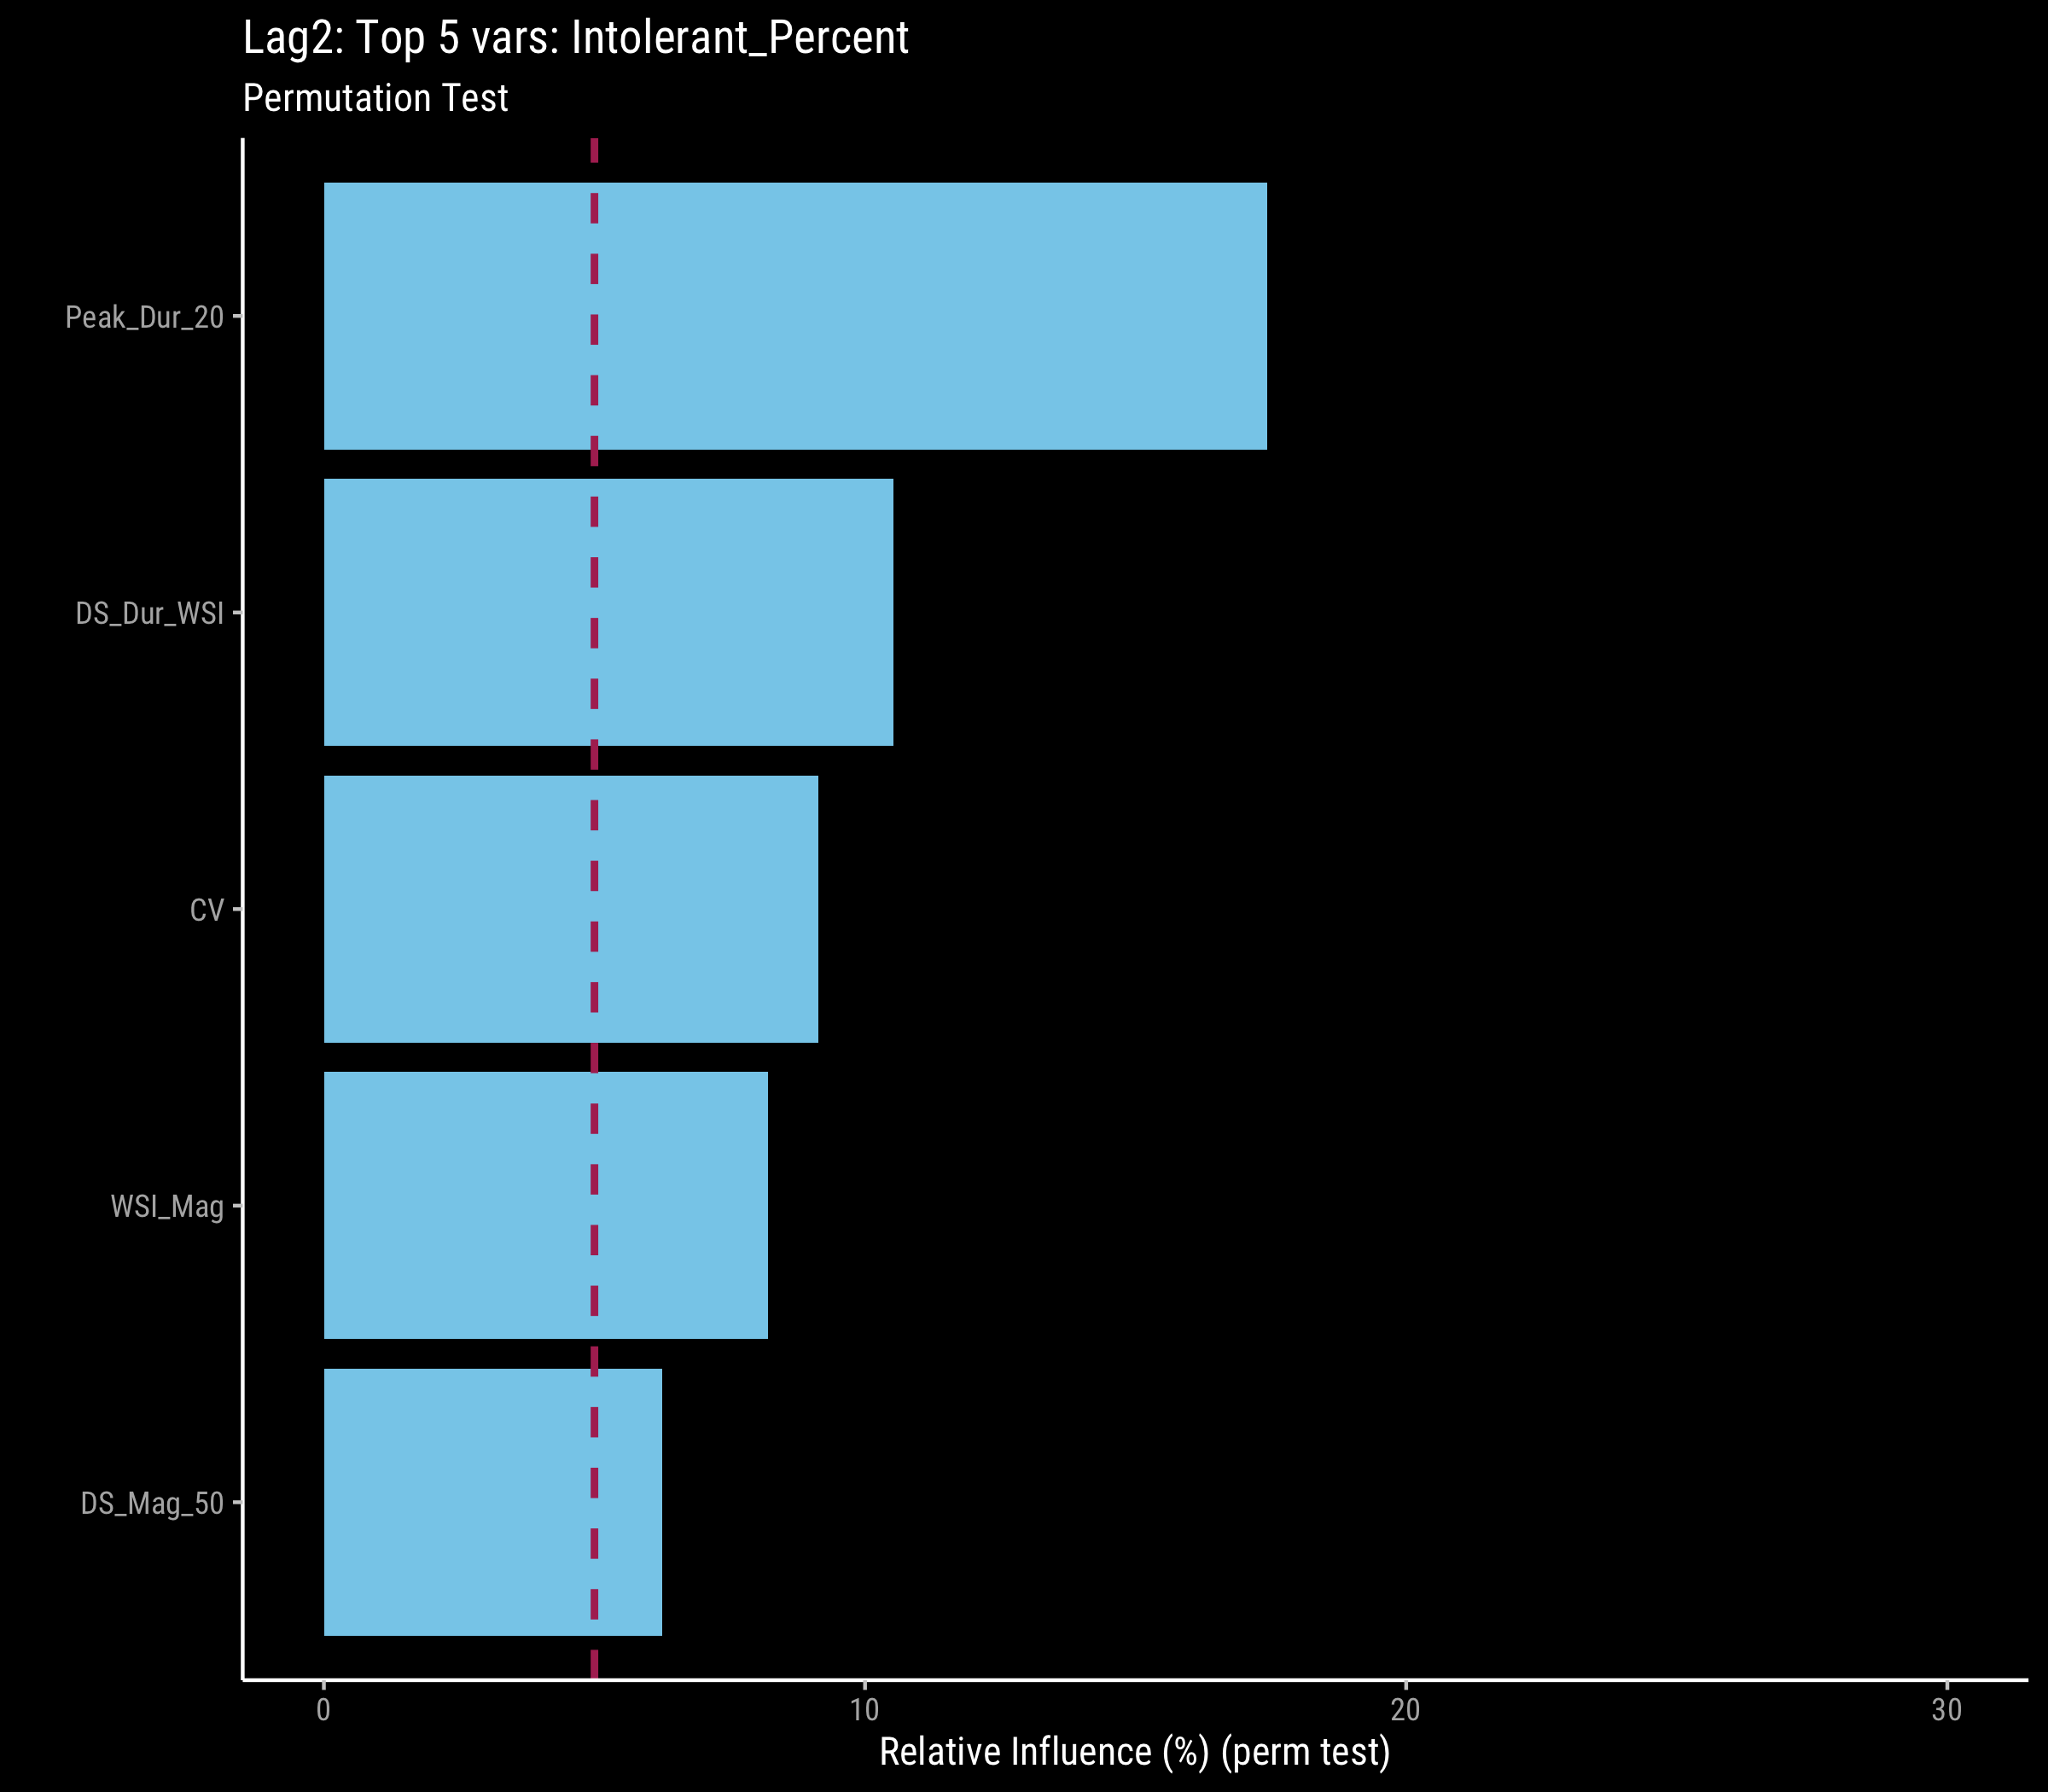 Lag2: Top 5 vars: Intolerant_Percent
Permutation Test
Peak_Dur_20
DS_Dur_WSI
CV
WSI_Mag
DS_Mag_50
0 10 20 30
Relative Influence (%) (perm test)